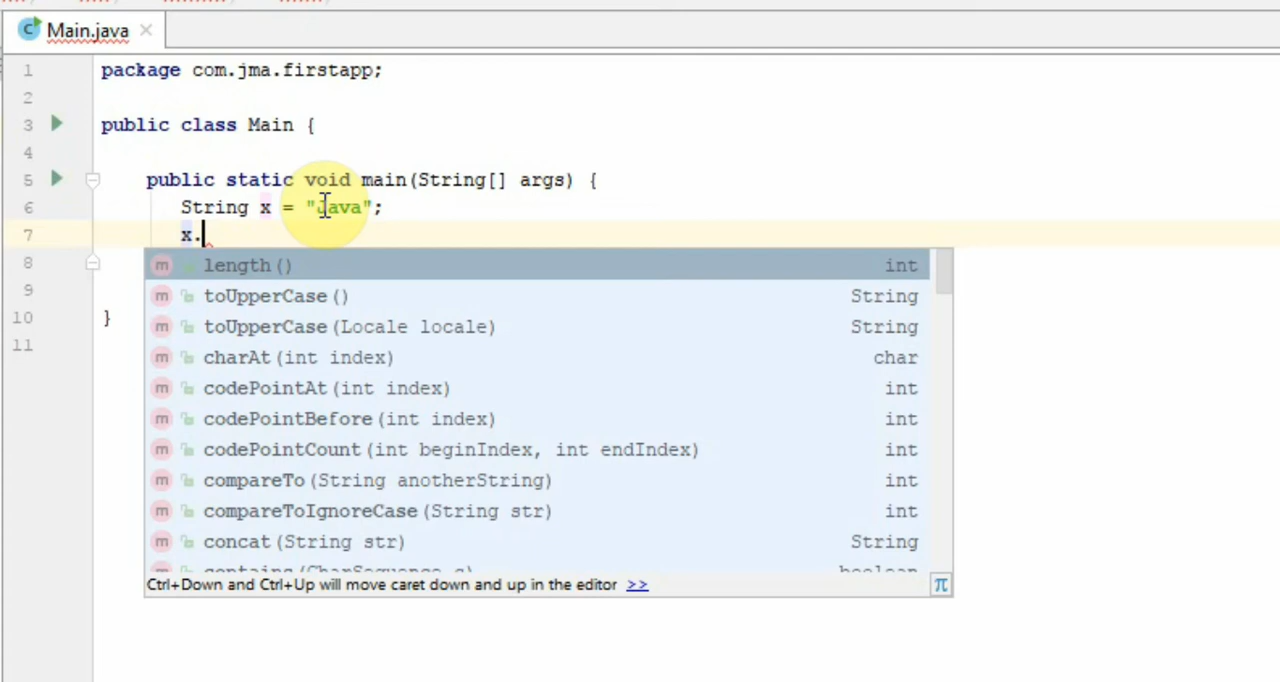 Main.java
1 package com.jma.firstapp;
2
3 public class Main {
4
5 public static void main(String[] args) {
6 String x = "Java";
7 x.
8 m length() int
m toUpperCase() String
9
m toUpperCase(Locale locale) String
10 }
11 m charAt(int index) char
m codePointAt(int index) int
m codePointBefore(int index) int
m codePointCount(int beginIndex, int endIndex) int
m compareTo(String anotherString) int
m compareToIgnoreCase(String str) int
m concat(String str) String
contains(CharSequence s) boolean
Ctrl+Down and Ctrl+Up will move caret down and up in the editor >> π